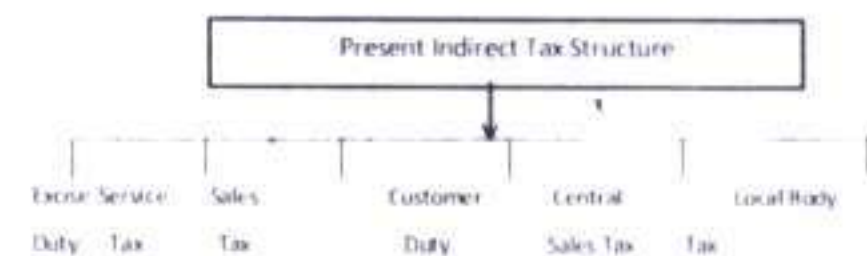 Present Indirect Tax Structure
Excise Service Sales Customer Central Local Body
Duty Tax Tax Duty Sales Tax Tax